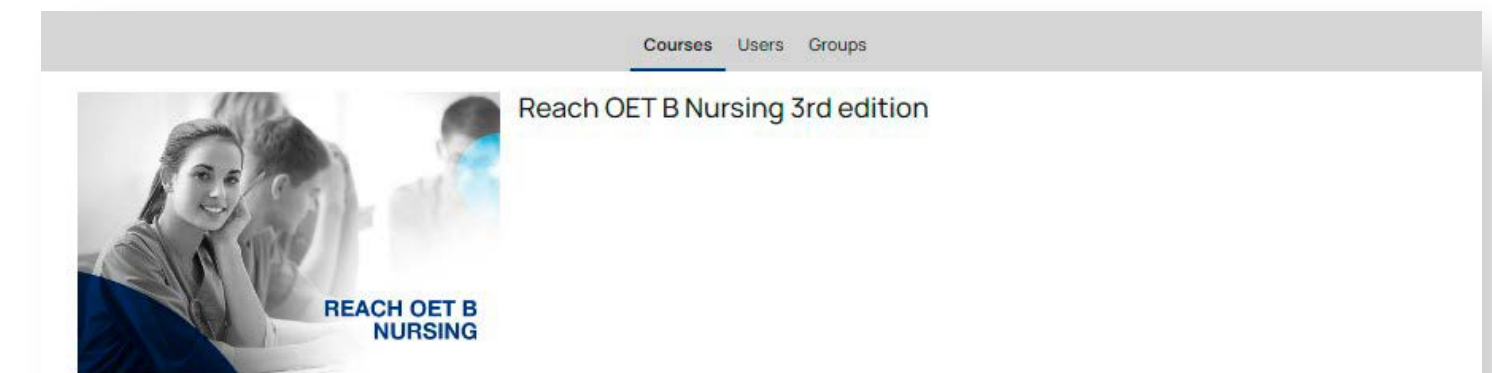 Courses Users Groups
Reach OET B Nursing 3rd edition
REACH OET B
NURSING